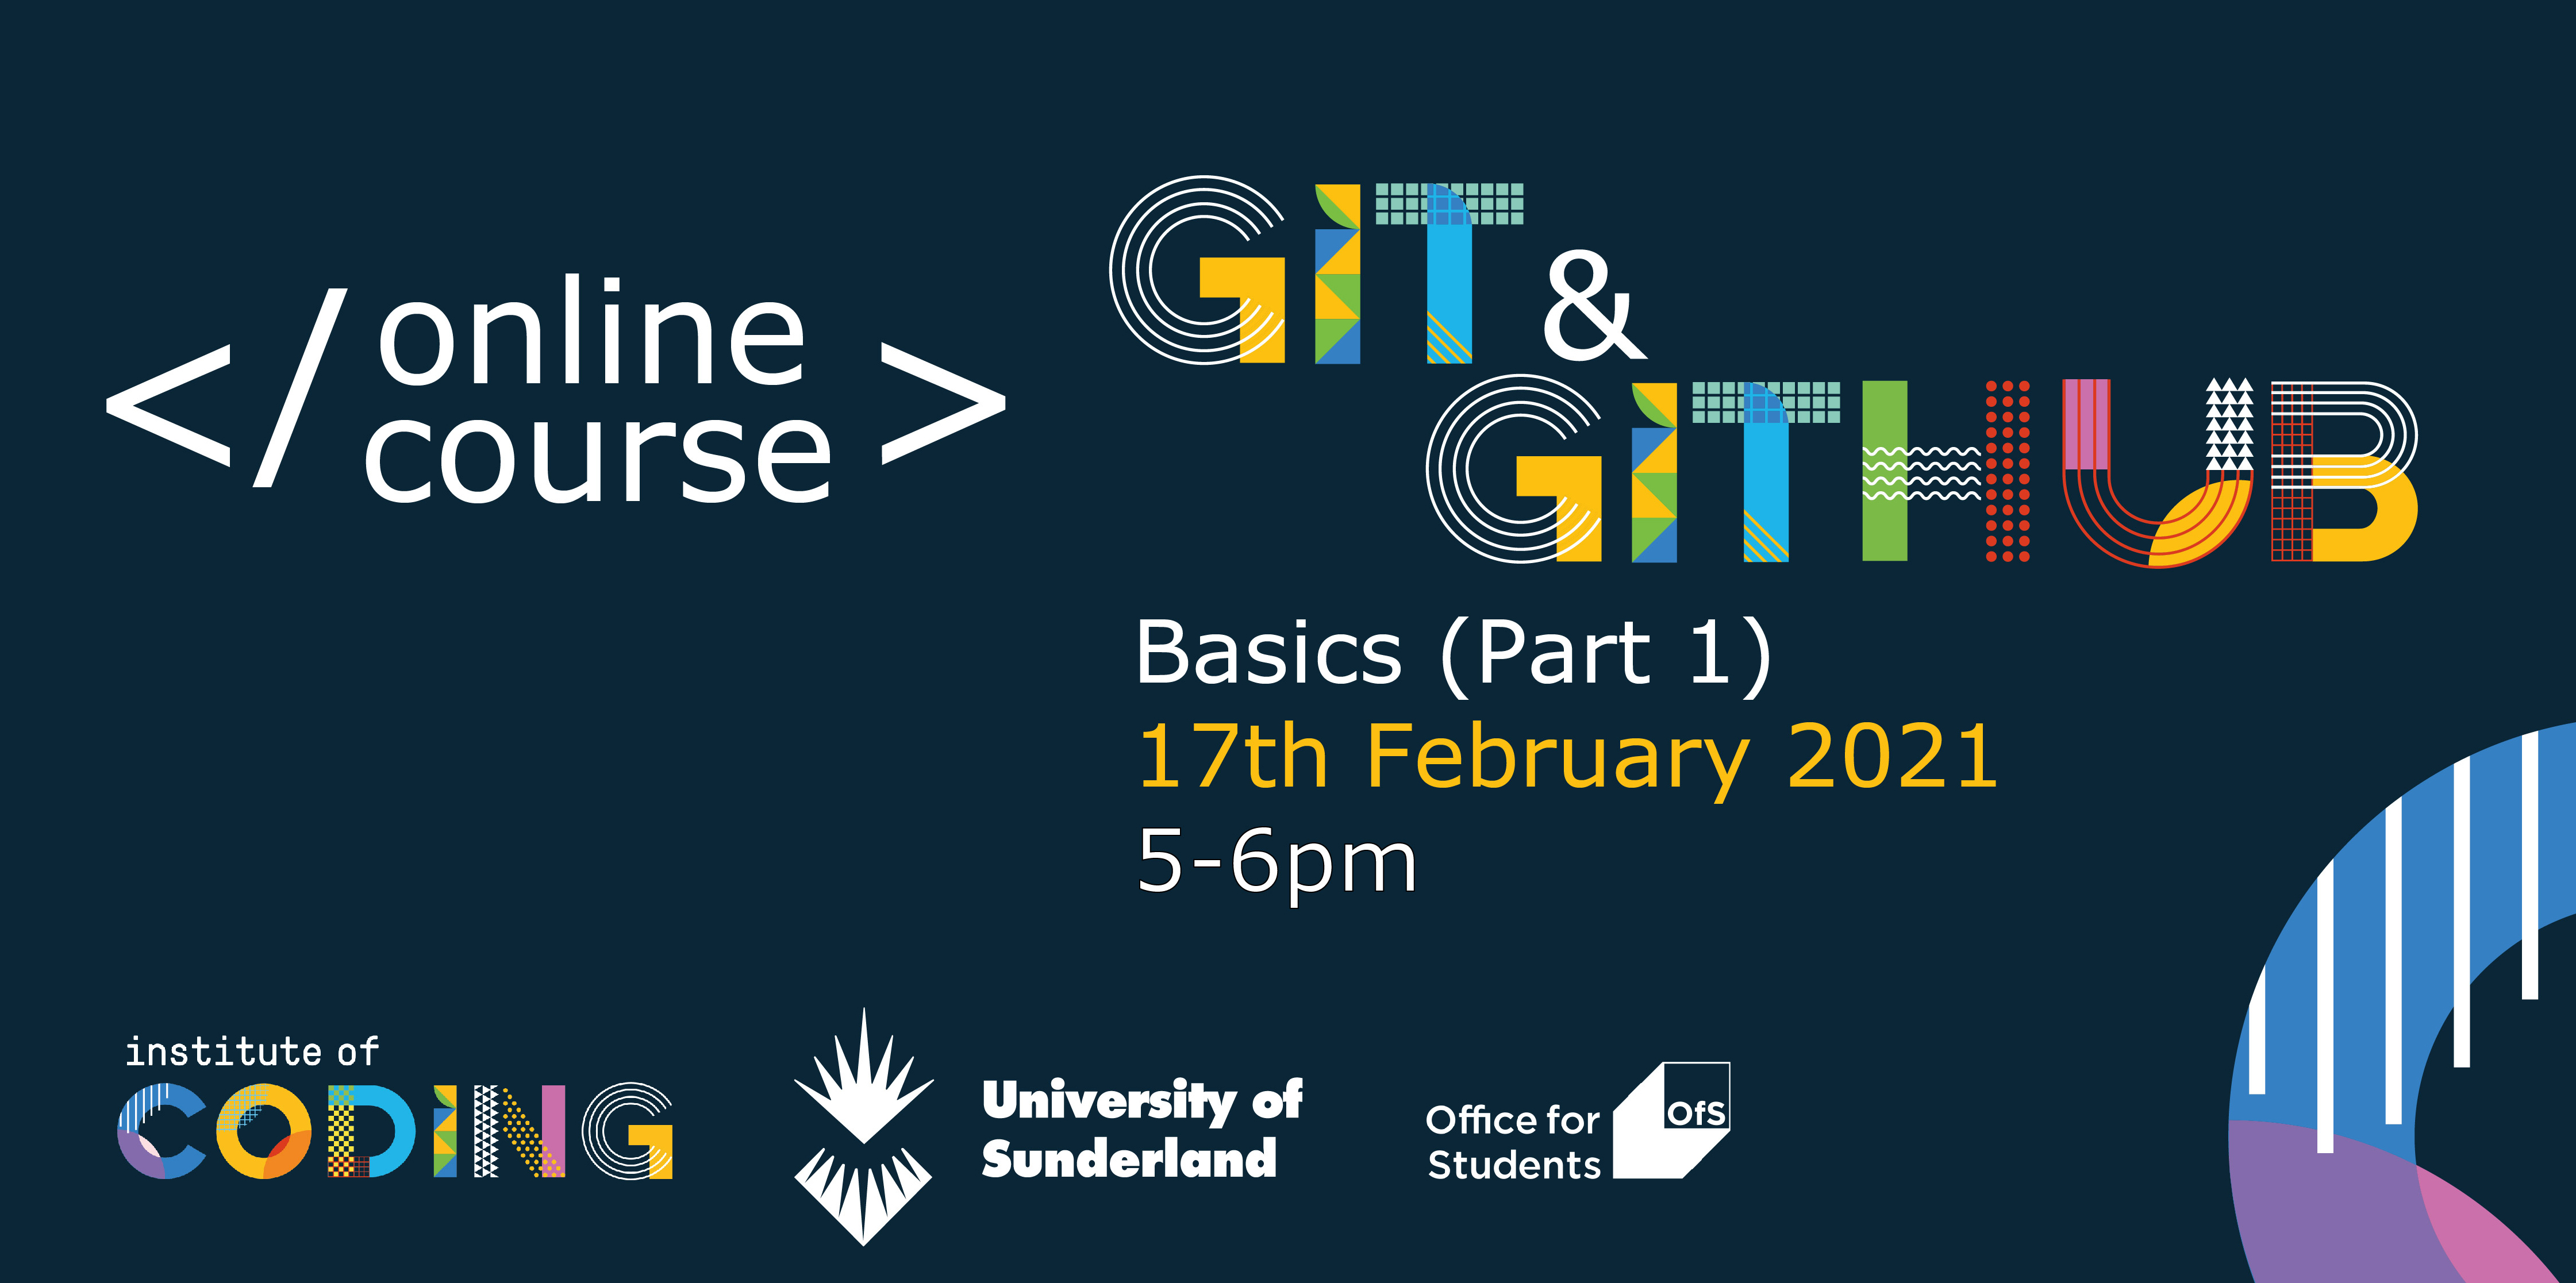 </ online
course >
GIT &
GITHUB
Basics (Part 1)
17th February 2021
5-6pm
institute of
CODING
University of
Sunderland
Office for
Students
OfS